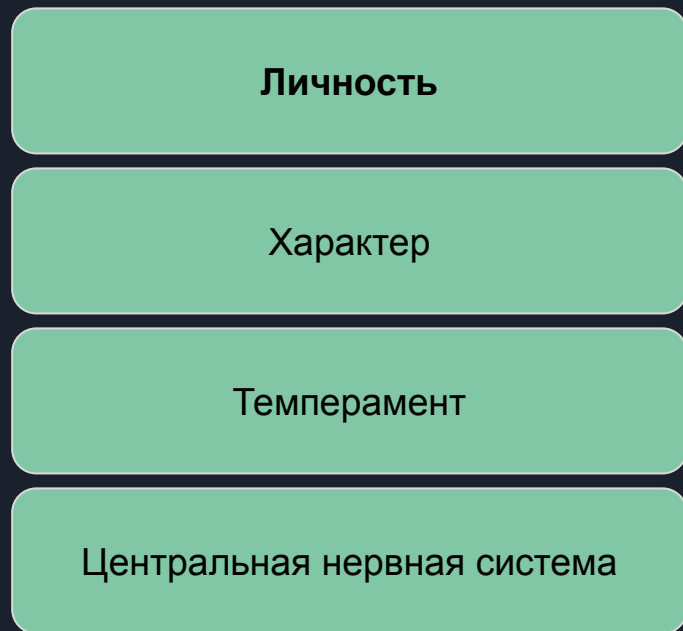 Личность
Характер
Темперамент
Центральная нервная система